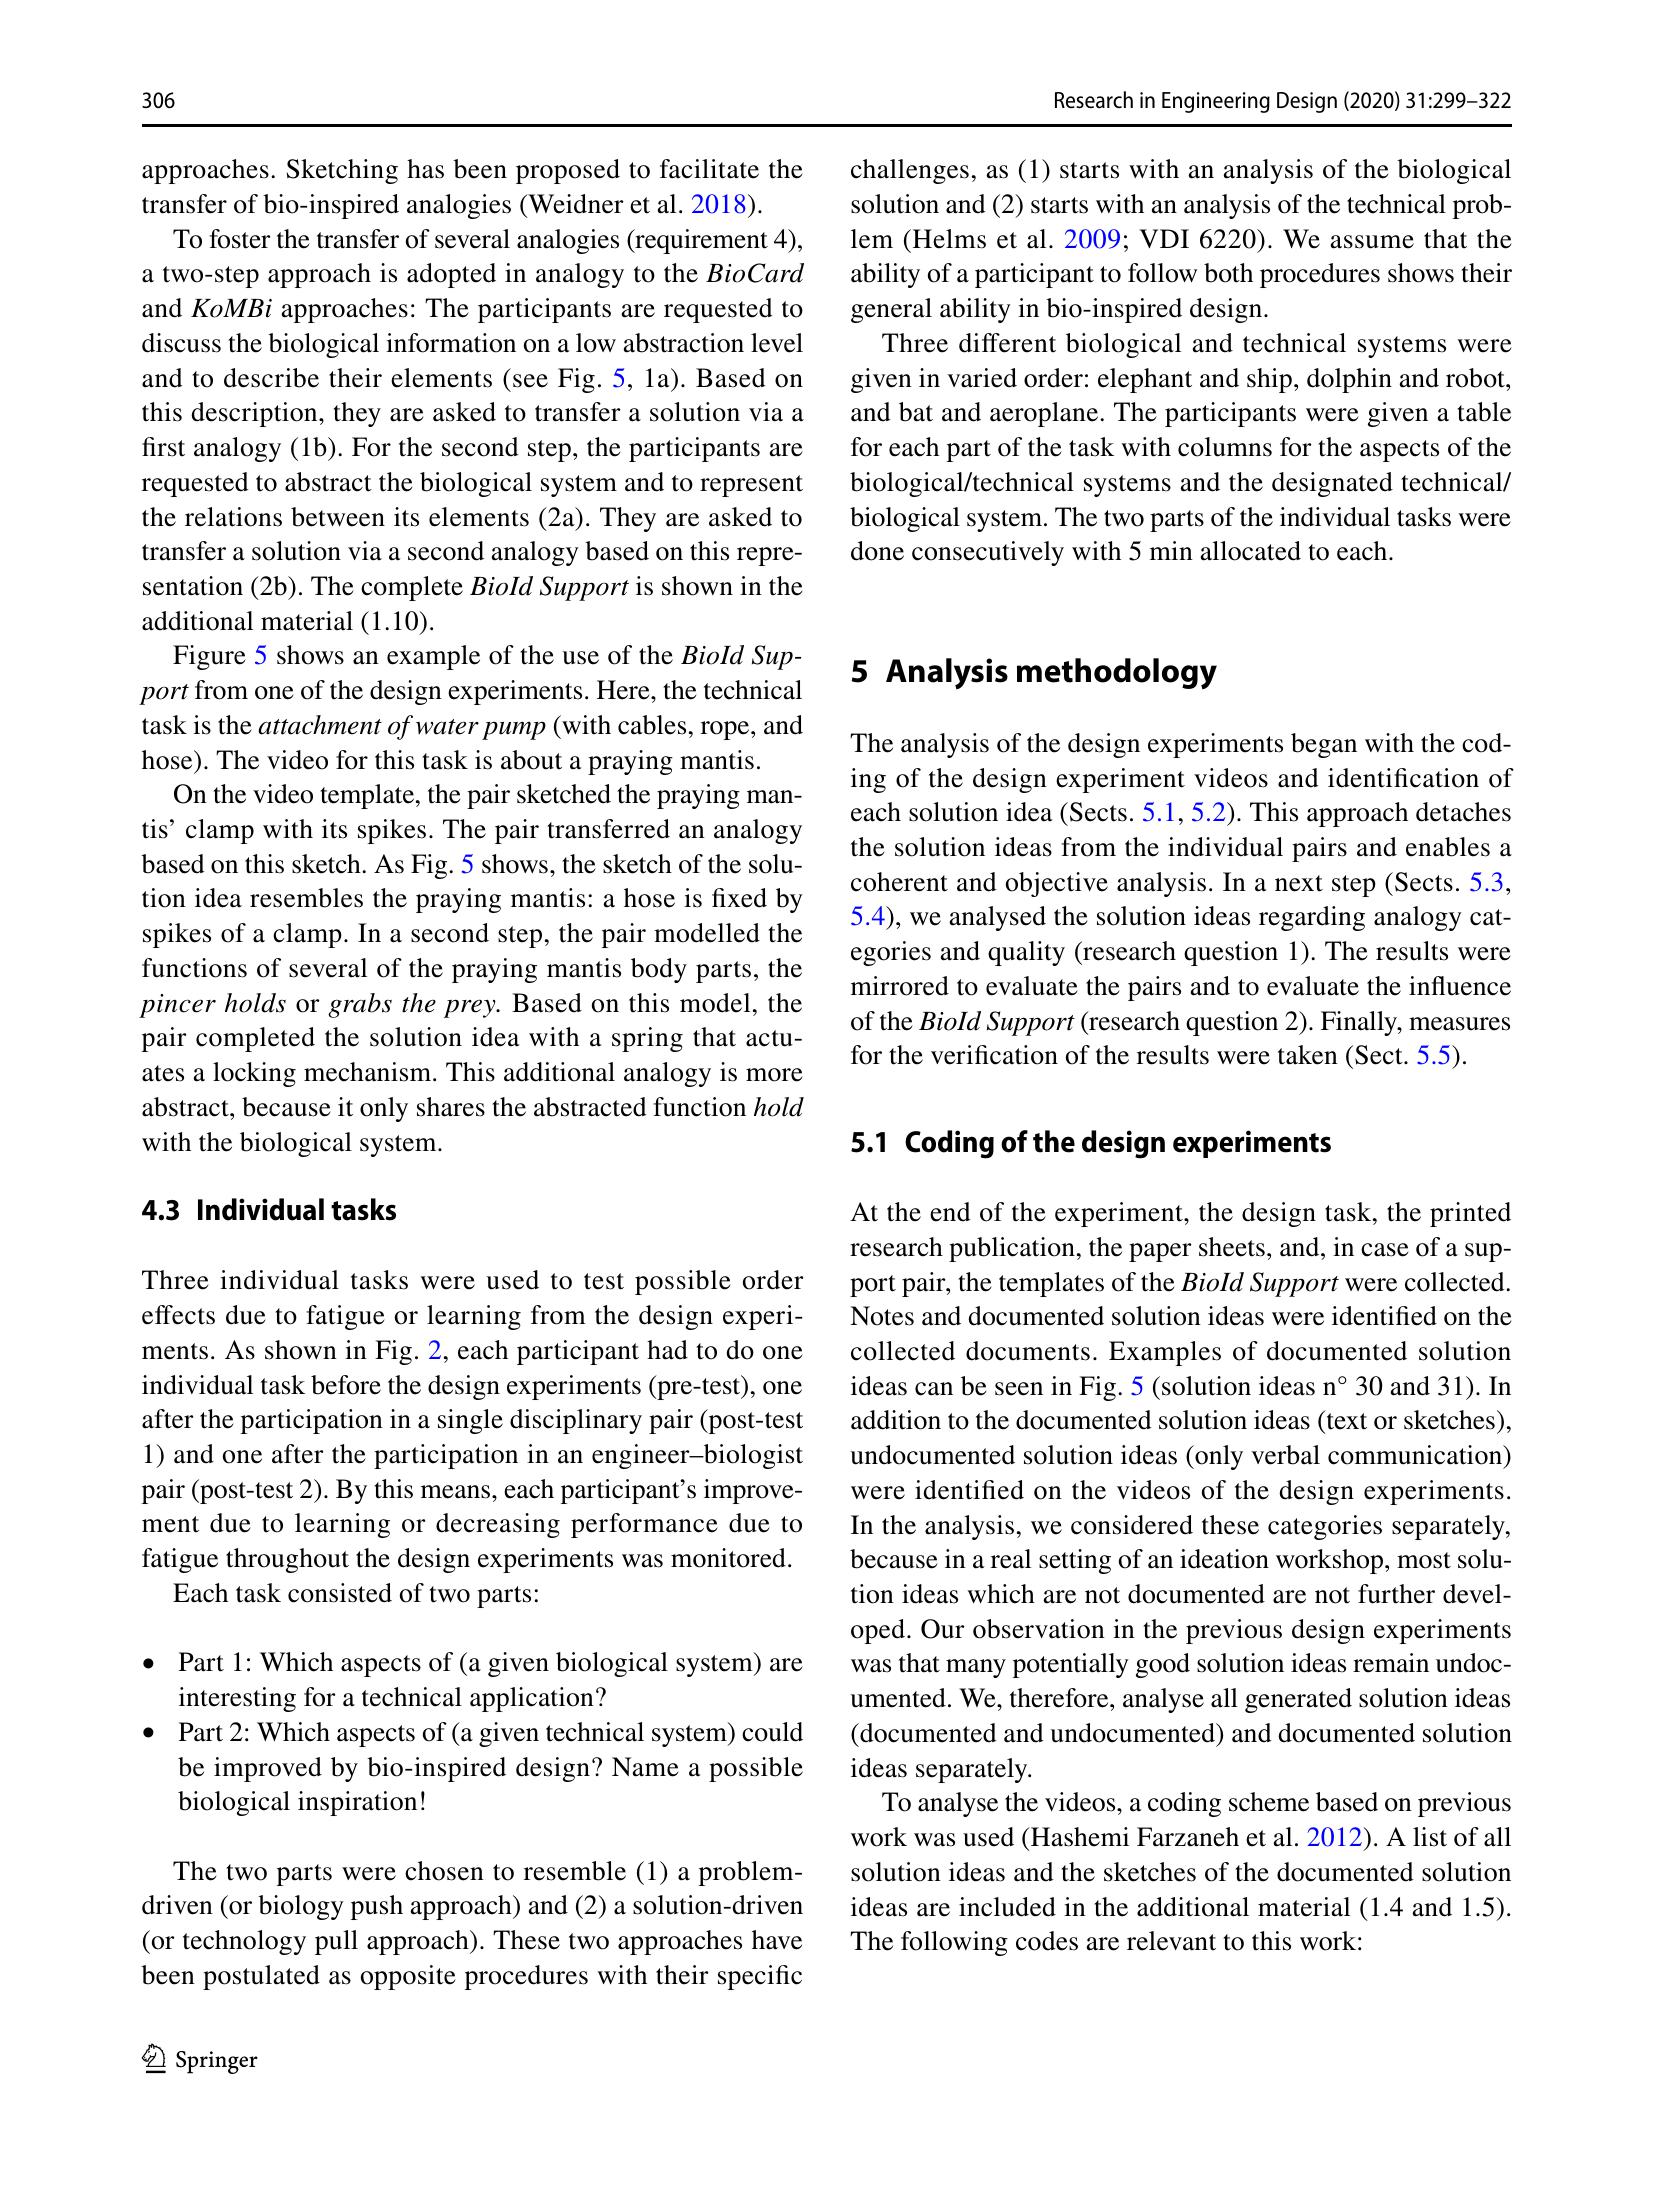 306
Research in Engineering Design (2020) 31:299–322
approaches. Sketching has been proposed to facilitate the
transfer of bio-inspired analogies (Weidner et al. 2018).
To foster the transfer of several analogies (requirement 4),
a two-step approach is adopted in analogy to the BioCard
and KoMBi approaches: The participants are requested to
discuss the biological information on a low abstraction level
and to describe their elements (see Fig. 5, 1a). Based on
this description, they are asked to transfer a solution via a
first analogy (1b). For the second step, the participants are
requested to abstract the biological system and to represent
the relations between its elements (2a). They are asked to
transfer a solution via a second analogy based on this repre-
sentation (2b). The complete BioId Support is shown in the
additional material (1.10).
Figure 5 shows an example of the use of the BioId Sup-
port from one of the design experiments. Here, the technical
task is the attachment of water pump (with cables, rope, and
hose). The video for this task is about a praying mantis.
On the video template, the pair sketched the praying man-
tis’ clamp with its spikes. The pair transferred an analogy
based on this sketch. As Fig. 5 shows, the sketch of the solu-
tion idea resembles the praying mantis: a hose is fixed by
spikes of a clamp. In a second step, the pair modelled the
functions of several of the praying mantis body parts, the
pincer holds or grabs the prey. Based on this model, the
pair completed the solution idea with a spring that actu-
ates a locking mechanism. This additional analogy is more
abstract, because it only shares the abstracted function hold
with the biological system.
4.3 Individual tasks
Three individual tasks were used to test possible order
effects due to fatigue or learning from the design experi-
ments. As shown in Fig. 2, each participant had to do one
individual task before the design experiments (pre-test), one
after the participation in a single disciplinary pair (post-test
1) and one after the participation in an engineer–biologist
pair (post-test 2). By this means, each participant’s improve-
ment due to learning or decreasing performance due to
fatigue throughout the design experiments was monitored.
Each task consisted of two parts:
• Part 1: Which aspects of (a given biological system) are
interesting for a technical application?
• Part 2: Which aspects of (a given technical system) could
be improved by bio-inspired design? Name a possible
biological inspiration!
The two parts were chosen to resemble (1) a problem-
driven (or biology push approach) and (2) a solution-driven
(or technology pull approach). These two approaches have
been postulated as opposite procedures with their specific
challenges, as (1) starts with an analysis of the biological
solution and (2) starts with an analysis of the technical prob-
lem (Helms et al. 2009; VDI 6220). We assume that the
ability of a participant to follow both procedures shows their
general ability in bio-inspired design.
Three different biological and technical systems were
given in varied order: elephant and ship, dolphin and robot,
and bat and aeroplane. The participants were given a table
for each part of the task with columns for the aspects of the
biological/technical systems and the designated technical/
biological system. The two parts of the individual tasks were
done consecutively with 5 min allocated to each.
5 Analysis methodology
The analysis of the design experiments began with the cod-
ing of the design experiment videos and identification of
each solution idea (Sects. 5.1, 5.2). This approach detaches
the solution ideas from the individual pairs and enables a
coherent and objective analysis. In a next step (Sects. 5.3,
5.4), we analysed the solution ideas regarding analogy cat-
egories and quality (research question 1). The results were
mirrored to evaluate the pairs and to evaluate the influence
of the BioId Support (research question 2). Finally, measures
for the verification of the results were taken (Sect. 5.5).
5.1 Coding of the design experiments
At the end of the experiment, the design task, the printed
research publication, the paper sheets, and, in case of a sup-
port pair, the templates of the BioId Support were collected.
Notes and documented solution ideas were identified on the
collected documents. Examples of documented solution
ideas can be seen in Fig. 5 (solution ideas n° 30 and 31). In
addition to the documented solution ideas (text or sketches),
undocumented solution ideas (only verbal communication)
were identified on the videos of the design experiments.
In the analysis, we considered these categories separately,
because in a real setting of an ideation workshop, most solu-
tion ideas which are not documented are not further devel-
oped. Our observation in the previous design experiments
was that many potentially good solution ideas remain undoc-
umented. We, therefore, analyse all generated solution ideas
(documented and undocumented) and documented solution
ideas separately.
To analyse the videos, a coding scheme based on previous
work was used (Hashemi Farzaneh et al. 2012). A list of all
solution ideas and the sketches of the documented solution
ideas are included in the additional material (1.4 and 1.5).
The following codes are relevant to this work:
Springer